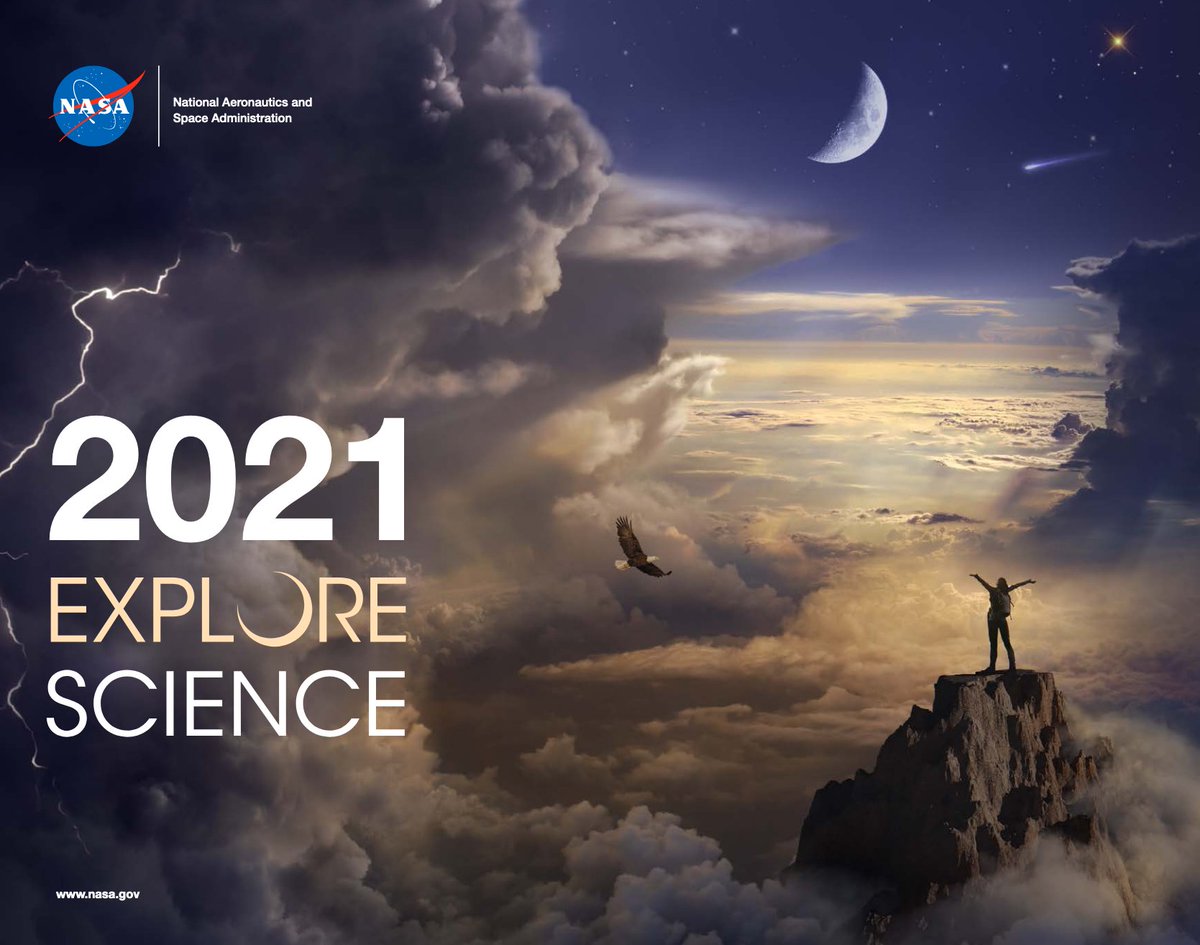 NASA
National Aeronautics and
Space Administration
2021
EXPLORE
SCIENCE
www.nasa.gov